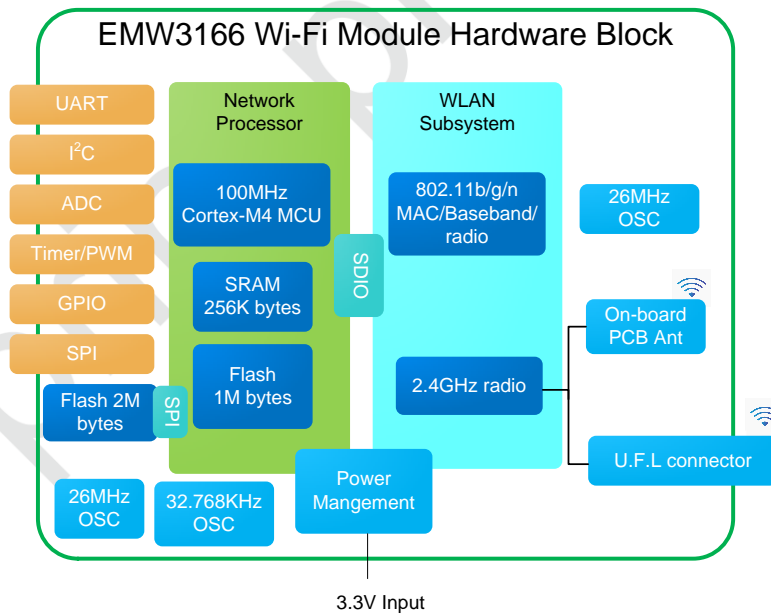 EMW3166 Wi-Fi Module Hardware Block
UART
I²C
ADC
Timer/PWM
GPIO
SPI
Flash 2M
bytes
SPI
Network
Processor
100MHz
Cortex-M4 MCU
SRAM
256K bytes
Flash
1M bytes
SDIO
WLAN
Subsystem
802.11b/g/n
MAC/Baseband/
radio
2.4GHz radio
26MHz
OSC
On-board
PCB Ant
U.F.L connector
26MHz
OSC
32.768KHz
OSC
Power
Mangement
3.3V Input